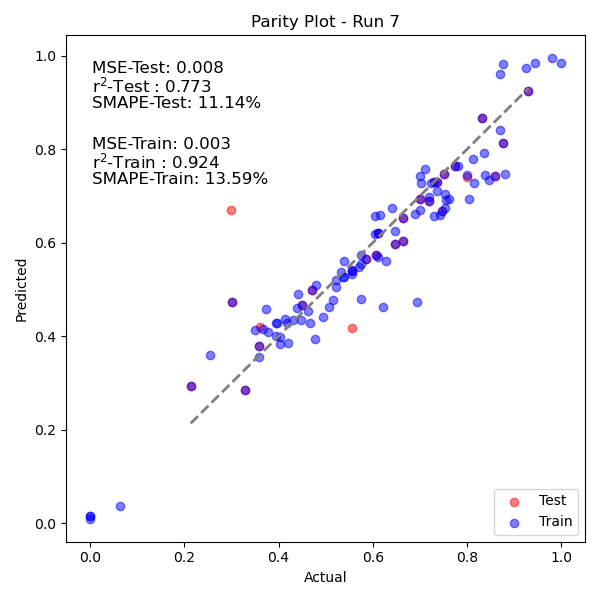 Parity Plot - Run 7
MSE-Test: 0.008
r²-Test : 0.773
SMAPE-Test: 11.14%
MSE-Train: 0.003
r²-Train : 0.924
SMAPE-Train: 13.59%
1.0
0.8
0.6
0.4
0.2
0.0
Predicted
Test
Train
0.0 0.2 0.4 0.6 0.8 1.0
Actual